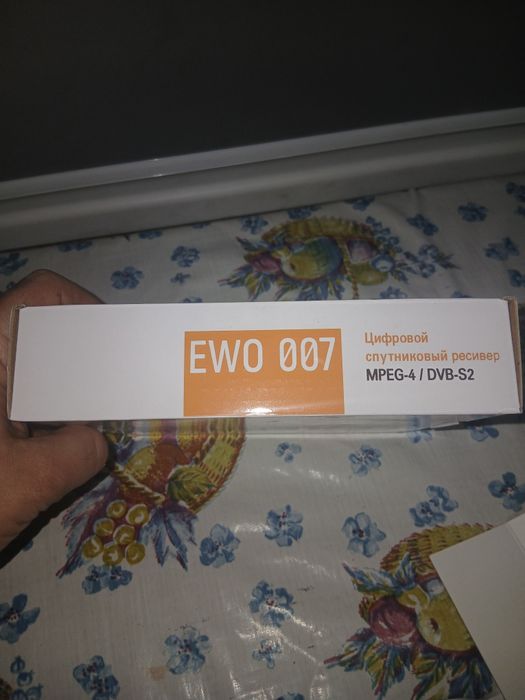 EWO 007
Цифровой
спутниковый ресивер
MPEG-4 / DVB-S2